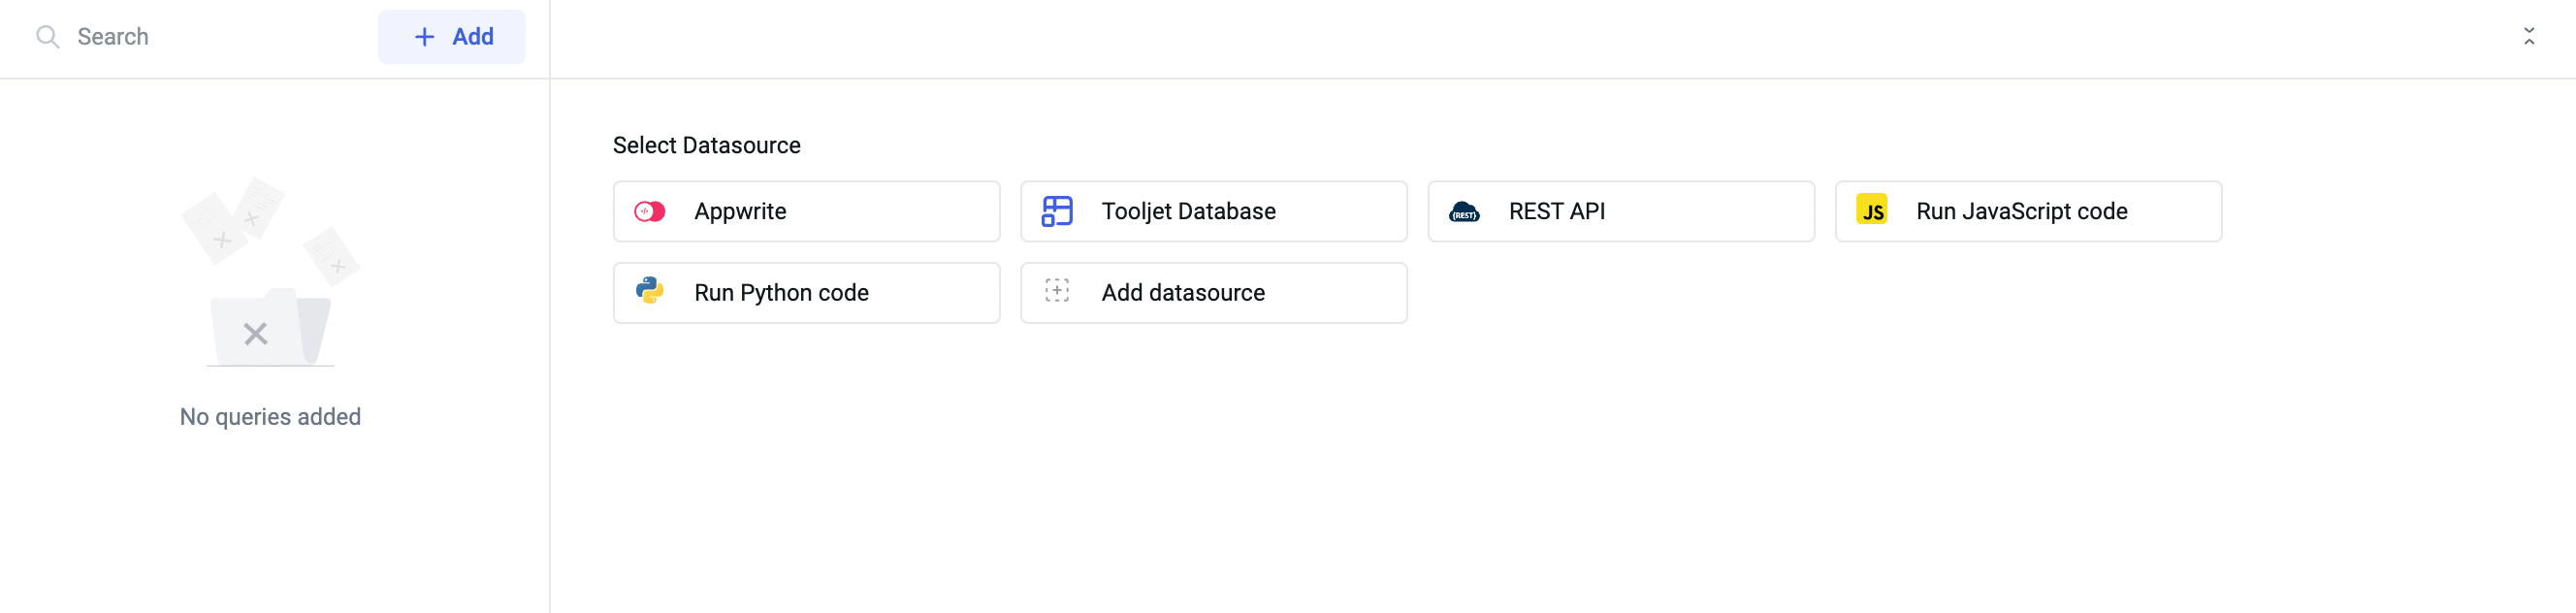 Search
+ Add
Select Datasource
Appwrite
Tooljet Database
{REST} REST API
JS Run JavaScript code
Run Python code
Add datasource
No queries added